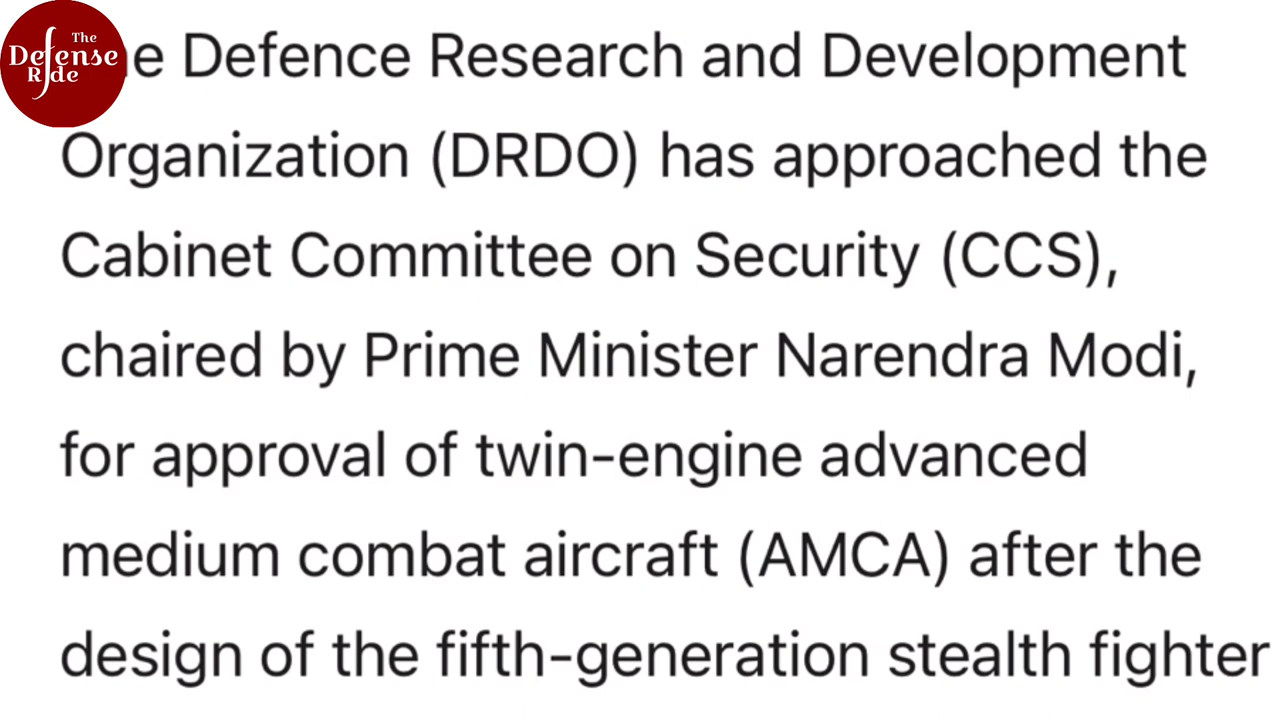 The
Defense
Ride
e Defence Research and Development
Organization (DRDO) has approached the
Cabinet Committee on Security (CCS),
chaired by Prime Minister Narendra Modi,
for approval of twin-engine advanced
medium combat aircraft (AMCA) after the
design of the fifth-generation stealth fighter